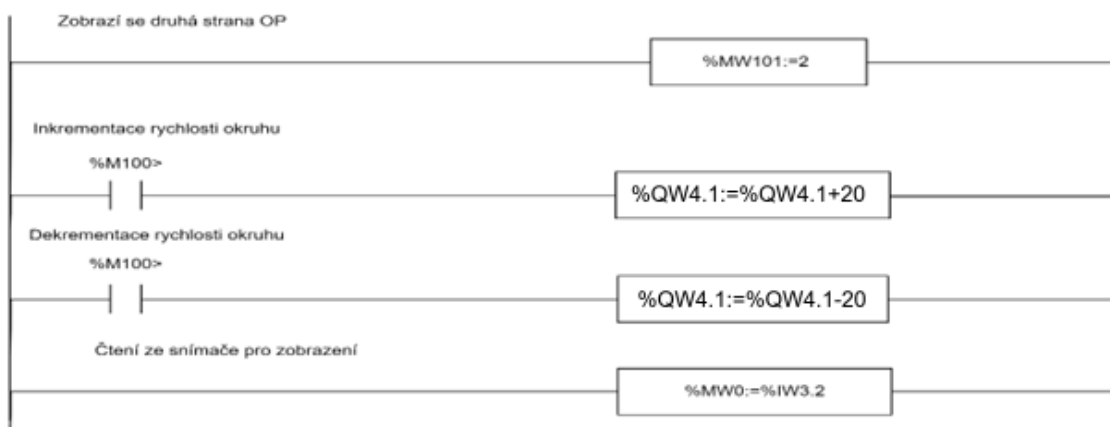 Zobrazí se druhá strana OP
%MW101:=2
Inkrementace rychlosti okruhu
%M100>
%QW4.1:=%QW4.1+20
Dekrementace rychlosti okruhu
%M100>
%QW4.1:=%QW4.1-20
Čtení ze snímače pro zobrazení
%MW0:=%IW3.2